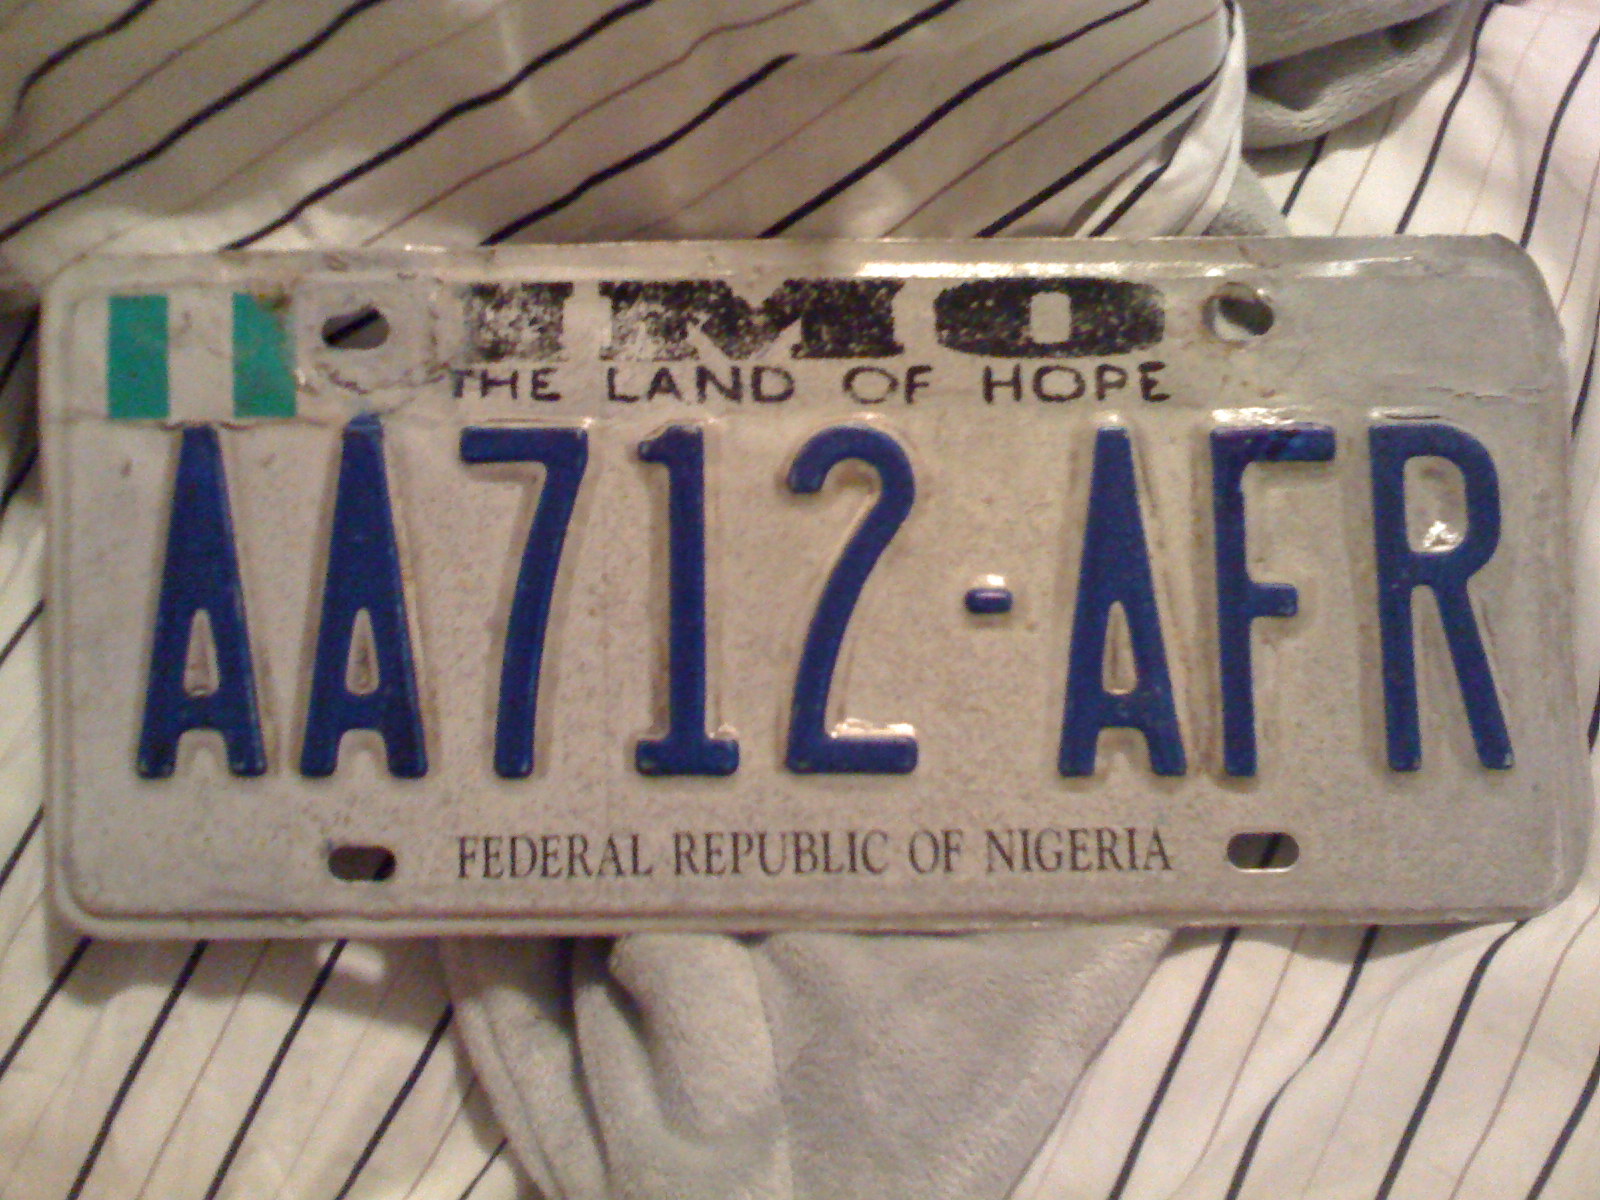 IMO
THE LAND OF HOPE
AA712-AFR
FEDERAL REPUBLIC OF NIGERIA